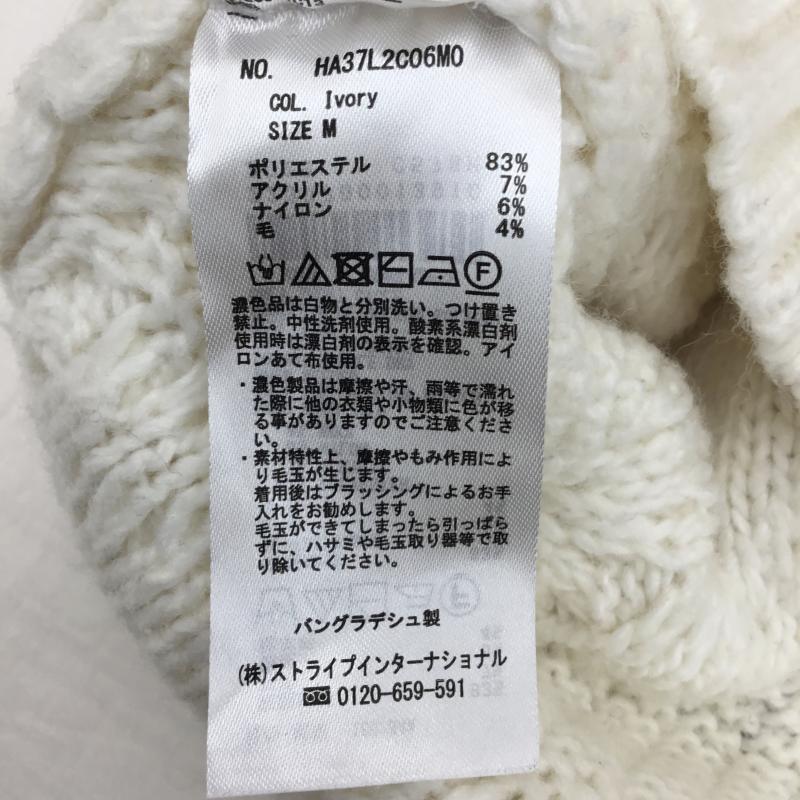 NO. HA37L2C06M0
COL. Ivory
SIZE M
ポリエステル 83%
アクリル 7%
ナイロン 6%
毛 4%
F
濃色品は白物と分別洗い。つけ置き
禁止。中性洗剤使用。酸素系漂白剤
使用時は漂白剤の表示を確認。アイ
ロンあて布使用。
・濃色製品は摩擦や汗、雨等で濡れ
た際に他の衣類や小物類に色が移
る事がありますのでご注意くださ
い。
・素材特性上、摩擦やもみ作用によ
り毛玉が生じます。
着用後はブラッシングによるお手
入れをお勧めします。
毛玉ができてしまったら引っぱら
ずに、ハサミや毛玉取り器等で取
り除いてください。
バングラデシュ製
(株)ストライプインターナショナル
0120-659-591